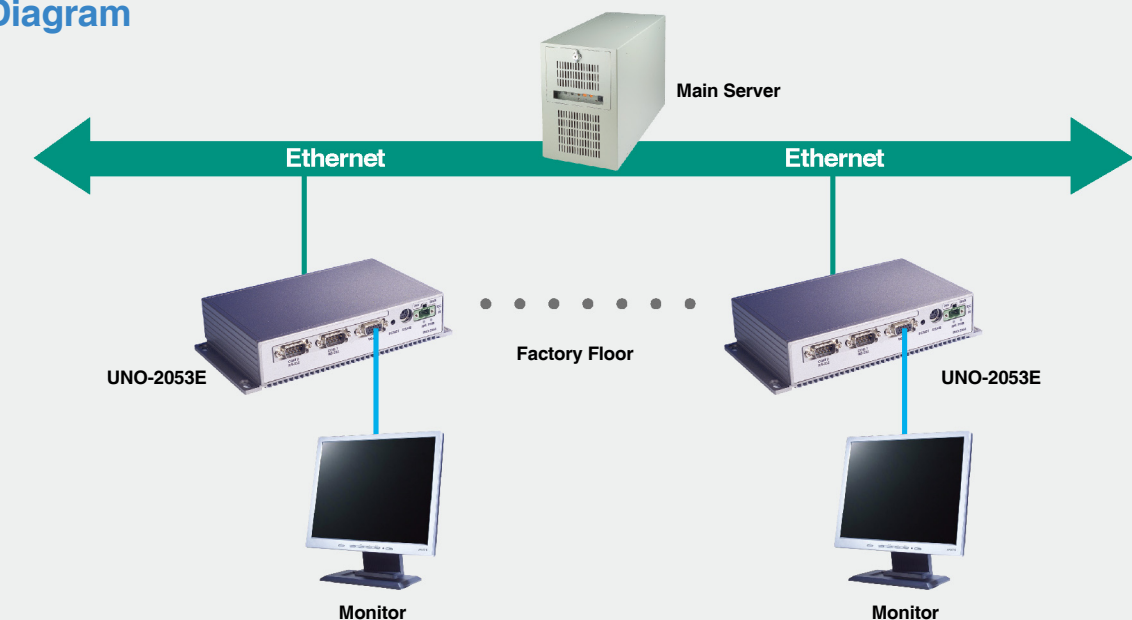 Diagram
Main Server
Ethernet
Ethernet
Factory Floor
UNO-2053E
UNO-2053E
Monitor
Monitor